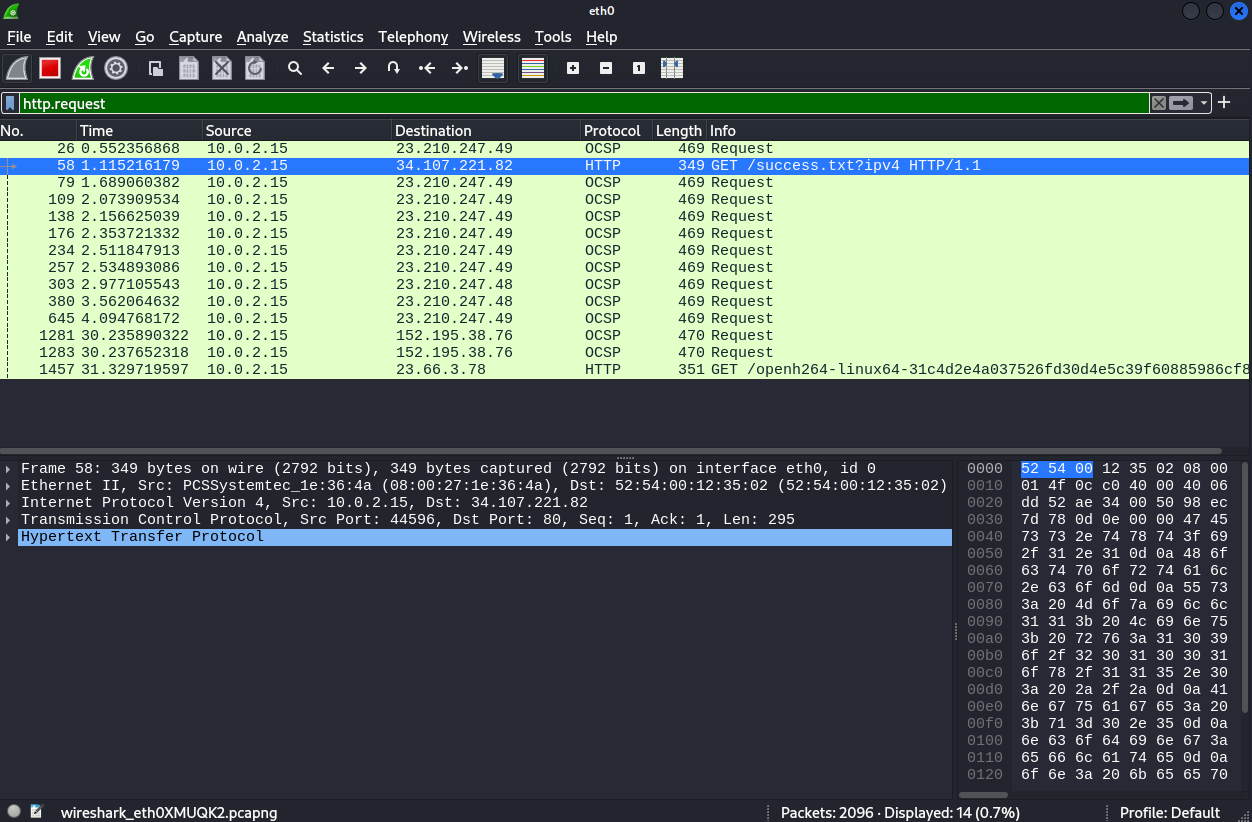 eth0
File Edit View Go Capture Analyze Statistics Telephony Wireless Tools Help
http.request
No. Time Source Destination Protocol Length Info
26 0.552356868 10.0.2.15 23.210.247.49 OCSP 469 Request
58 1.115216179 10.0.2.15 34.107.221.82 HTTP 349 GET /success.txt?ipv4 HTTP/1.1
79 1.689060382 10.0.2.15 23.210.247.49 OCSP 469 Request
109 2.073909534 10.0.2.15 23.210.247.49 OCSP 469 Request
138 2.156625039 10.0.2.15 23.210.247.49 OCSP 469 Request
176 2.353721332 10.0.2.15 23.210.247.49 OCSP 469 Request
234 2.511847913 10.0.2.15 23.210.247.49 OCSP 469 Request
257 2.534893086 10.0.2.15 23.210.247.49 OCSP 469 Request
303 2.977105543 10.0.2.15 23.210.247.48 OCSP 469 Request
380 3.562064632 10.0.2.15 23.210.247.48 OCSP 469 Request
645 4.094768172 10.0.2.15 23.210.247.49 OCSP 469 Request
1281 30.235890322 10.0.2.15 152.195.38.76 OCSP 470 Request
1283 30.237652318 10.0.2.15 152.195.38.76 OCSP 470 Request
1457 31.329719597 10.0.2.15 23.66.3.78 HTTP 351 GET /openh264-linux64-31c4d2e4a037526fd30d4e5c39f60885986cf8
Frame 58: 349 bytes on wire (2792 bits), 349 bytes captured (2792 bits) on interface eth0, id 0
Ethernet II, Src: PCSSystemtec_1e:36:4a (08:00:27:1e:36:4a), Dst: 52:54:00:12:35:02 (52:54:00:12:35:02)
Internet Protocol Version 4, Src: 10.0.2.15, Dst: 34.107.221.82
Transmission Control Protocol, Src Port: 44596, Dst Port: 80, Seq: 1, Ack: 1, Len: 295
Hypertext Transfer Protocol
0000 52 54 00 12 35 02 08 00
0010 01 4f 0c c0 40 00 40 06
0020 dd 52 ae 34 00 50 98 ec
0030 7d 78 0d 0e 00 00 47 45
0040 73 73 2e 74 78 74 3f 69
0050 2f 31 2e 31 0d 0a 48 6f
0060 63 74 70 6f 72 74 61 6c
0070 2e 63 6f 6d 0d 0a 55 73
0080 3a 20 4d 6f 7a 69 6c 6c
0090 31 31 3b 20 4c 69 6e 75
00a0 3b 20 72 76 3a 31 30 39
00b0 6f 2f 32 30 31 30 30 31
00c0 6f 78 2f 31 31 35 2e 30
00d0 3a 20 2a 2f 2a 0d 0a 41
00e0 6e 67 75 61 67 65 3a 20
00f0 3b 71 3d 30 2e 35 0d 0a
0100 6e 63 6f 64 69 6e 67 3a
0110 65 66 6c 61 74 65 0d 0a
0120 6f 6e 3a 20 6b 65 65 70
wireshark_eth0XMUQK2.pcapng
Packets: 2096 · Displayed: 14 (0.7%)
Profile: Default